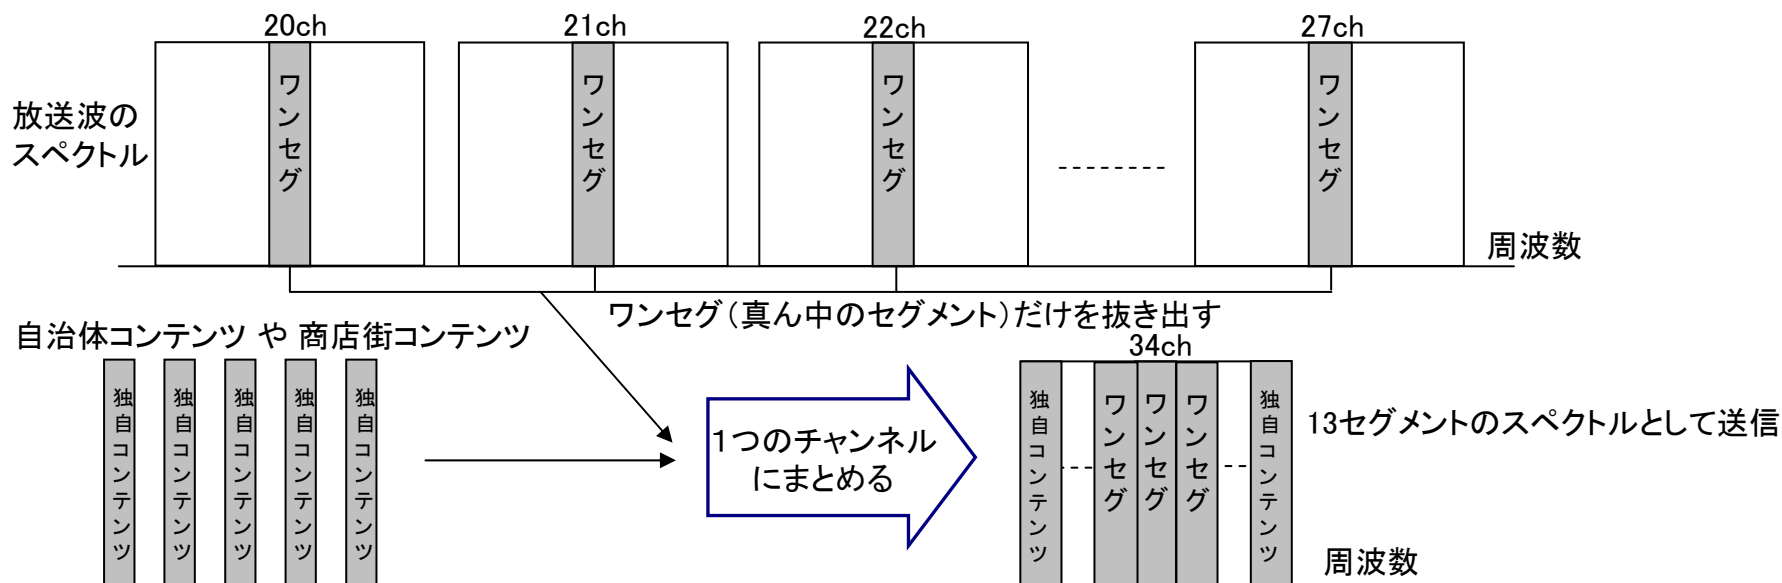 20ch
21ch
22ch
27ch
放送波の
スペクトル
ワンセグ
ワンセグ
ワンセグ
ワンセグ
周波数
ワンセグ（真ん中のセグメント）だけを抜き出す
自治体コンテンツ や 商店街コンテンツ
独自コンテンツ
独自コンテンツ
独自コンテンツ
独自コンテンツ
独自コンテンツ
１つのチャンネル
にまとめる
34ch
独自コンテンツ
ワンセグ
ワンセグ
ワンセグ
独自コンテンツ
13セグメントのスペクトルとして送信
周波数